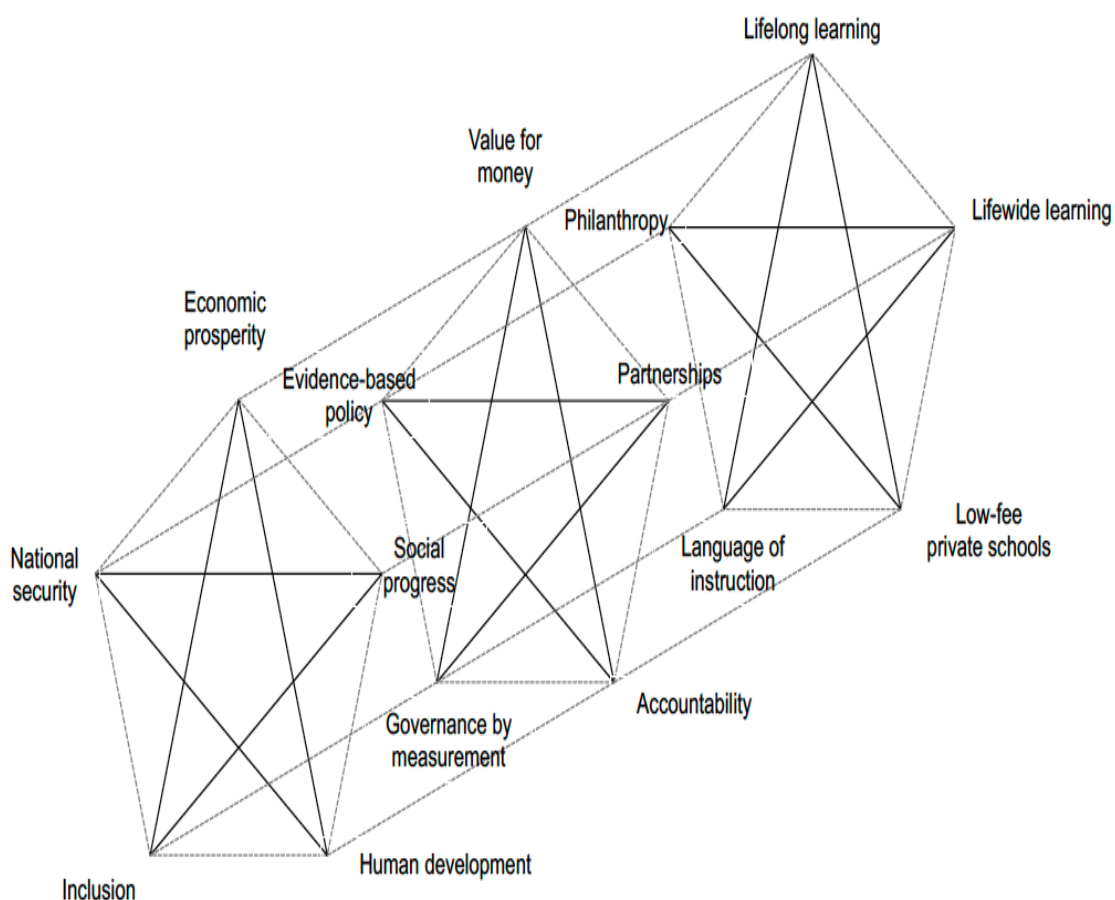 Lifelong learning
Value for
money
Philanthropy
Lifewide learning
Economic
prosperity
Evidence-based
policy
Partnerships
National
security
Social
progress
Language of
instruction
Low-fee
private schools
Governance by
measurement
Accountability
Inclusion
Human development